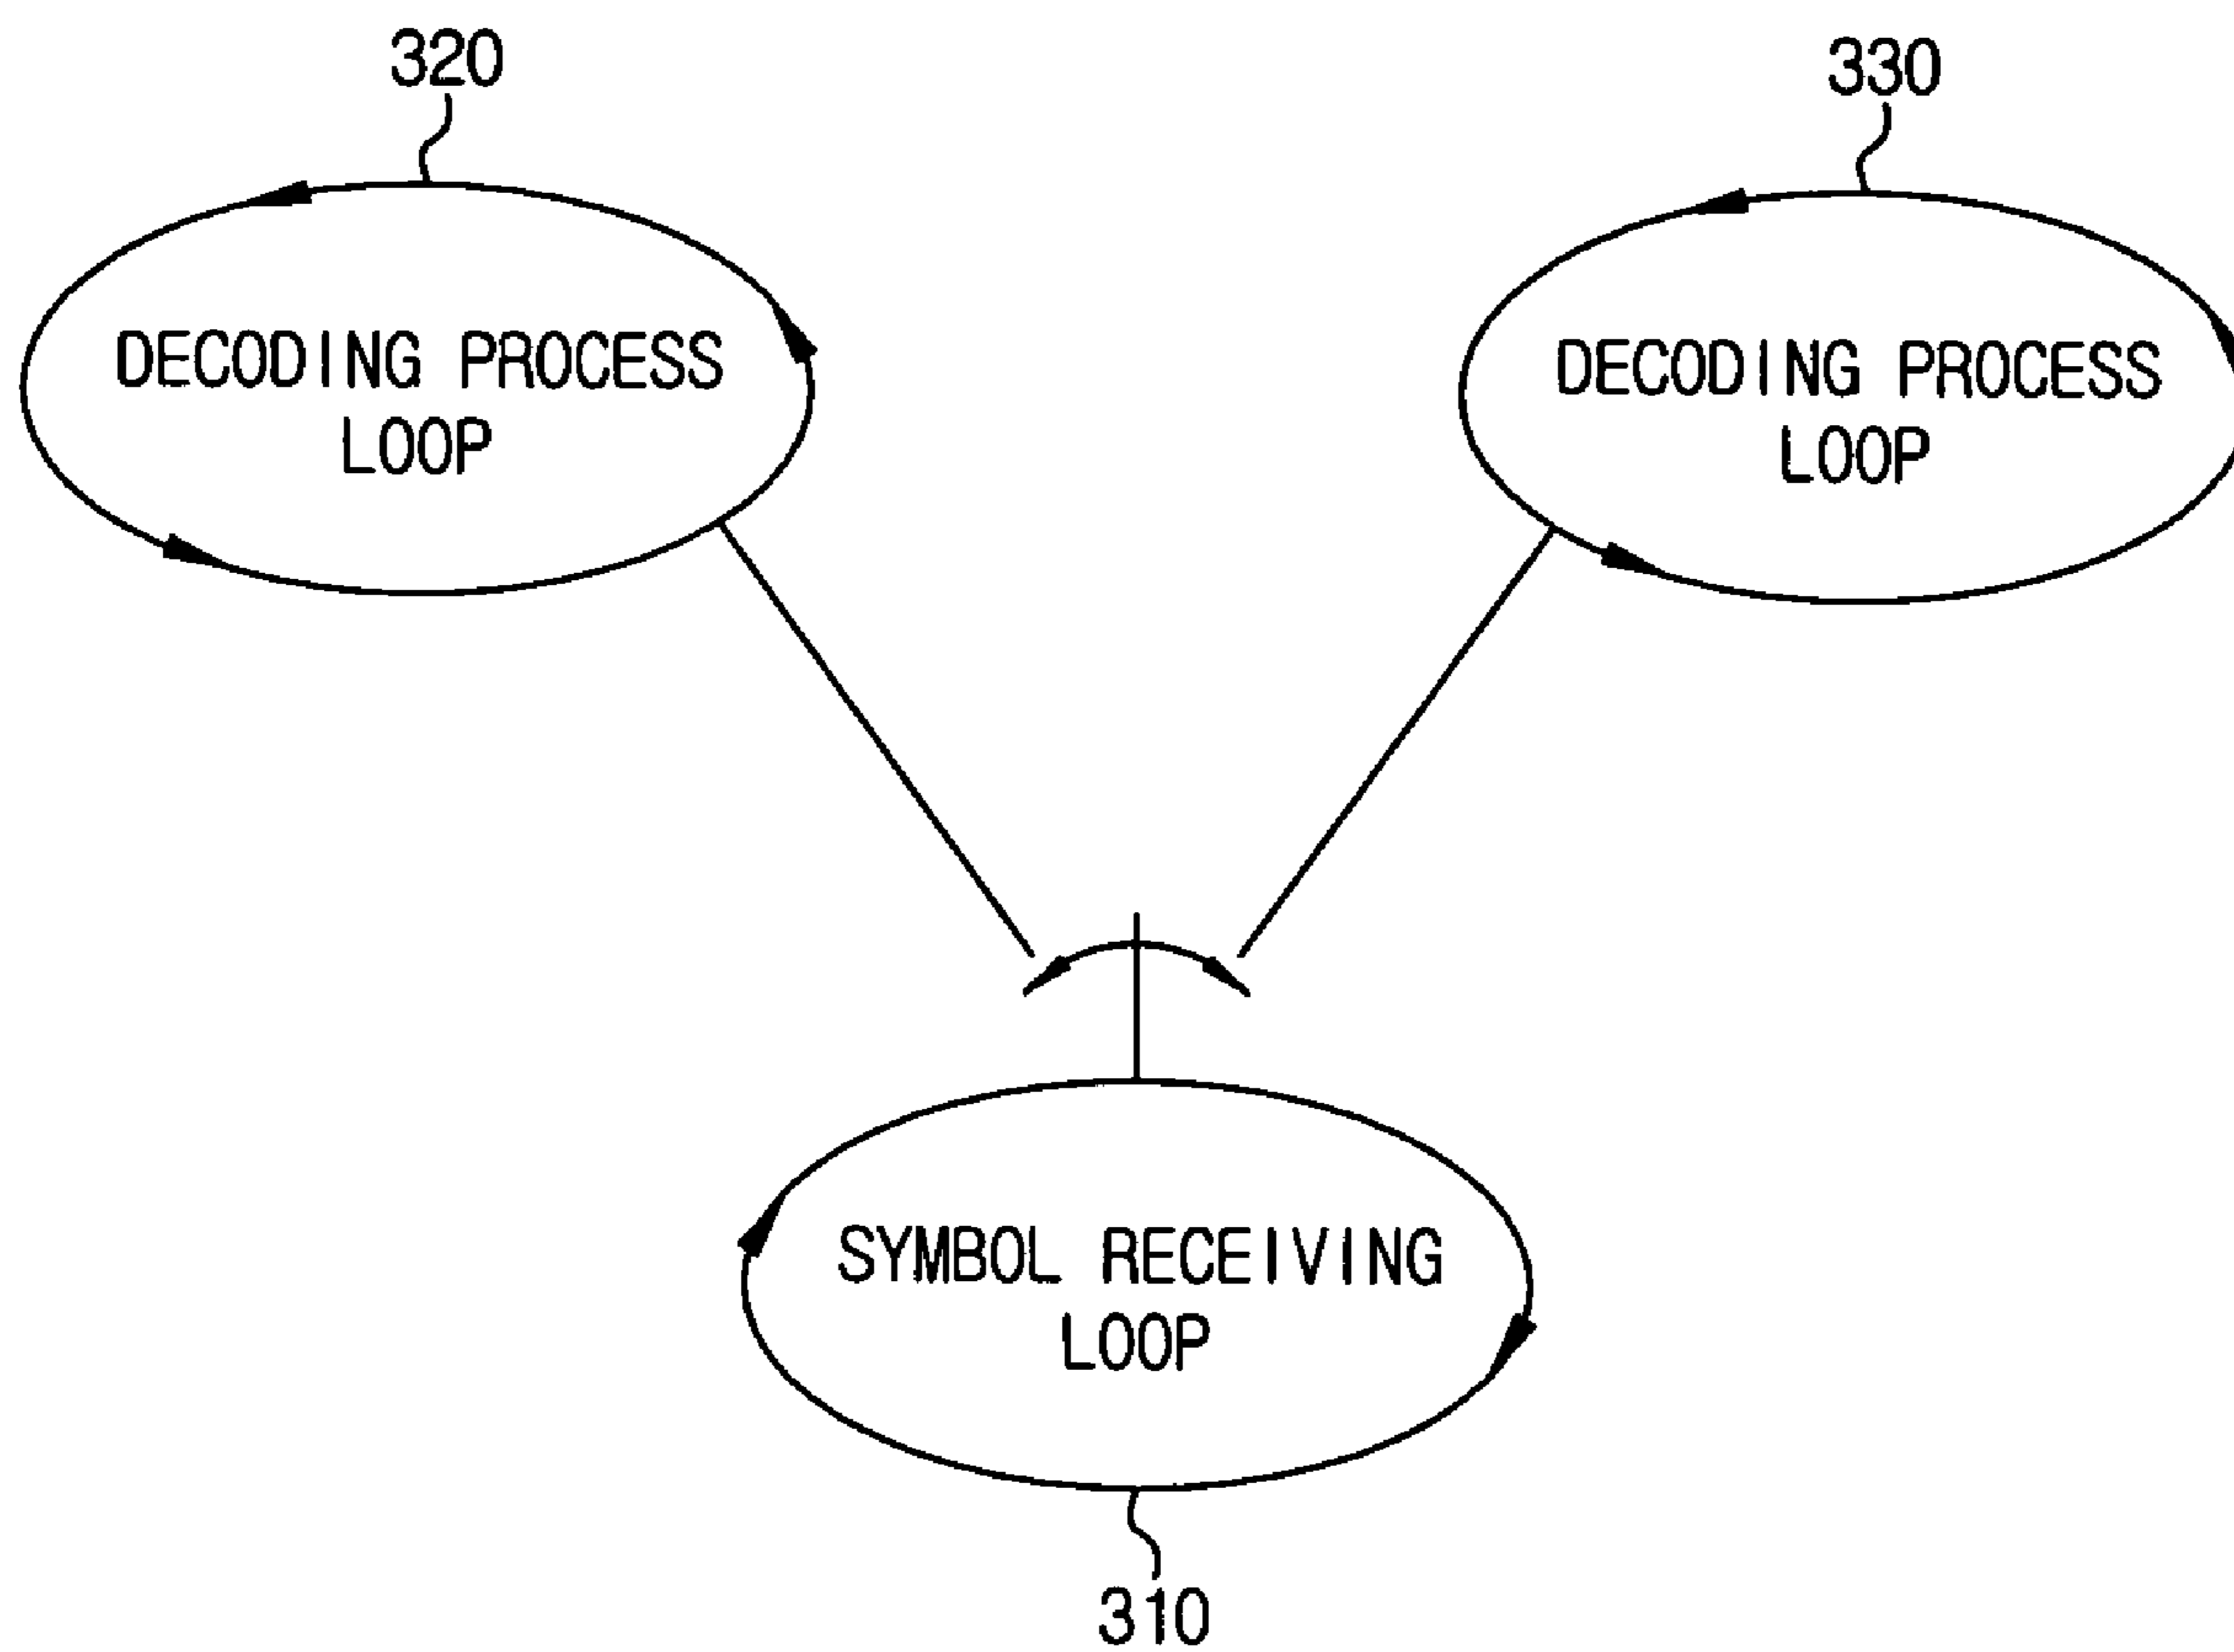 320
330
DECODING PROCESS
LOOP
DECODING PROCESS
LOOP
SYMBOL RECEIVING
LOOP
310